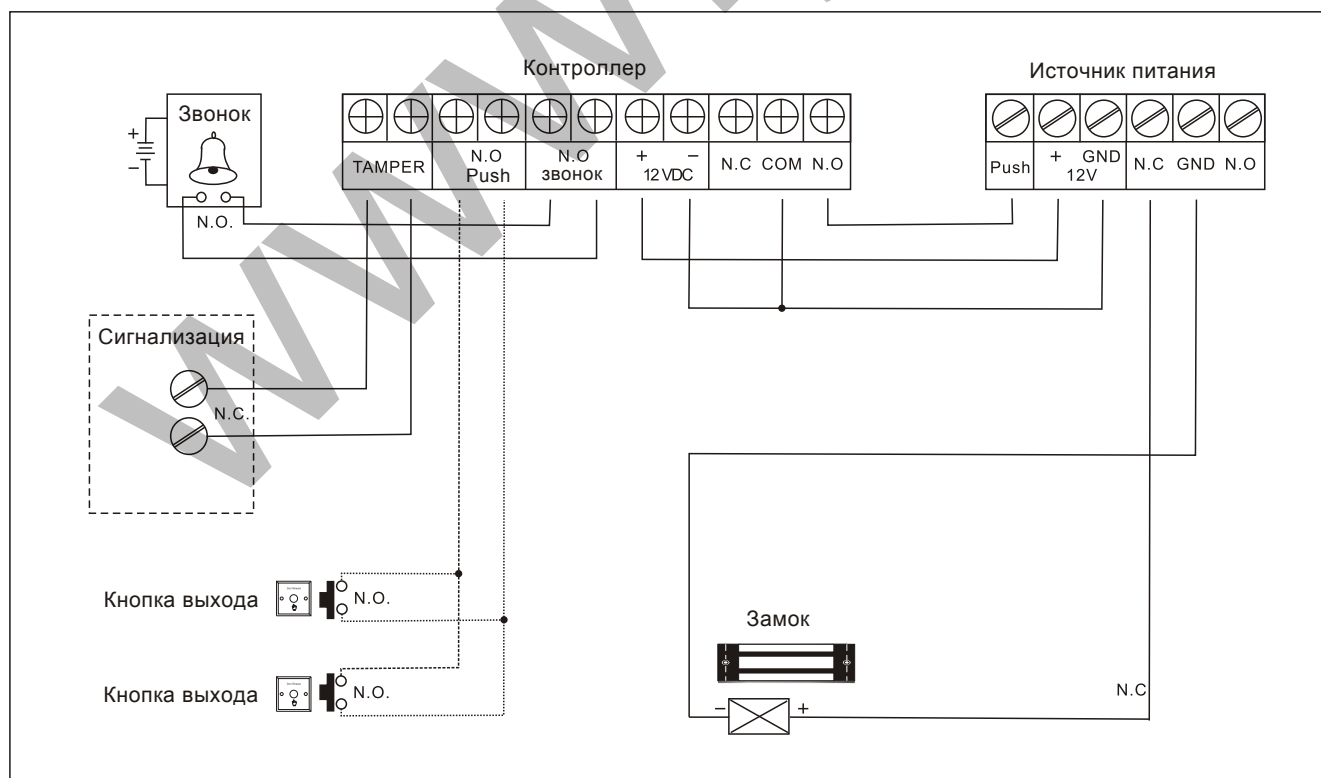 Контроллер
Источник питания
Звонок
+
−
N.O.
TAMPER
N.O
Push
N.O
звонок
+ −
12 VDC
N.C COM N.O
Push
+ GND
12V
N.C GND N.O
Сигнализация
N.C.
Кнопка выхода
N.O.
Кнопка выхода
N.O.
Замок
− +
N.C